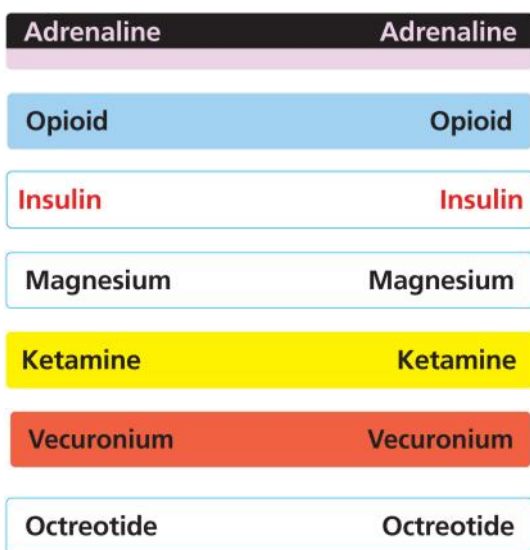 Adrenaline Adrenaline
Opioid Opioid
Insulin Insulin
Magnesium Magnesium
Ketamine Ketamine
Vecuronium Vecuronium
Octreotide Octreotide